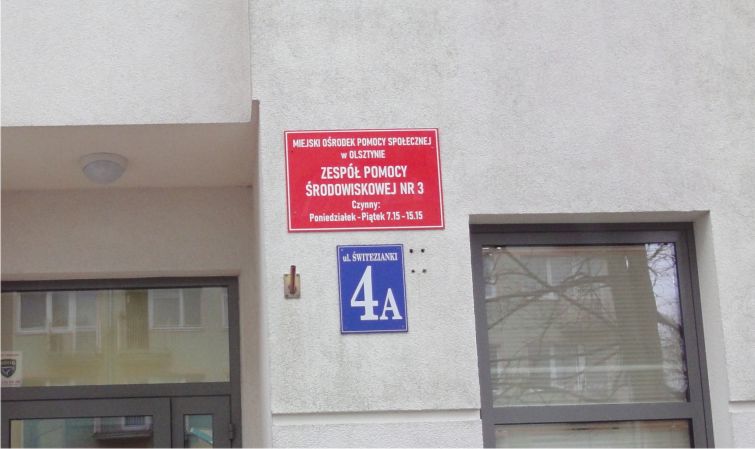 MIEJSKI OŚRODEK POMOCY SPOŁECZNEJ
w OLSZTYNIE
ZESPÓŁ POMOCY
ŚRODOWISKOWEJ NR 3
Czynny:
Poniedziałek - Piątek 7.15 - 15.15
ul. ŚWITEZIANKI
4A